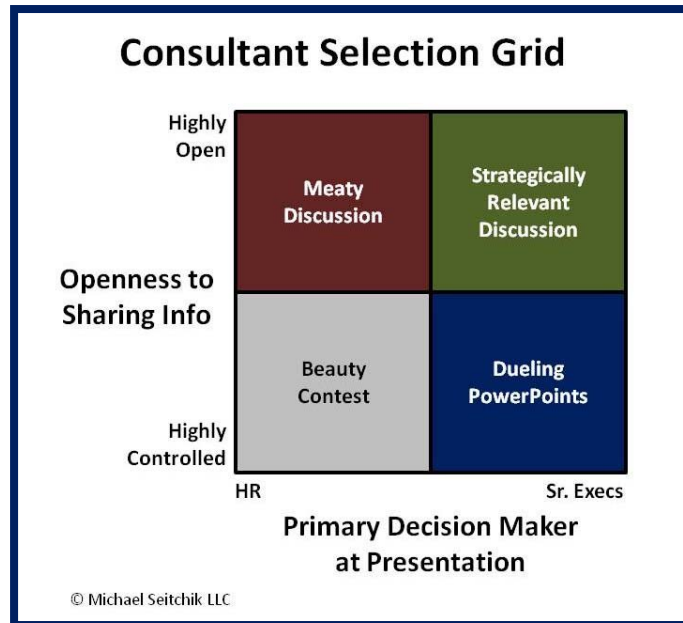 Consultant Selection Grid
Highly
Open
Meaty
Discussion
Strategically
Relevant
Discussion
Openness to
Sharing Info
Beauty
Contest
Dueling
PowerPoints
Highly
Controlled
HR
Sr. Execs
Primary Decision Maker
at Presentation
© Michael Seitchik LLC